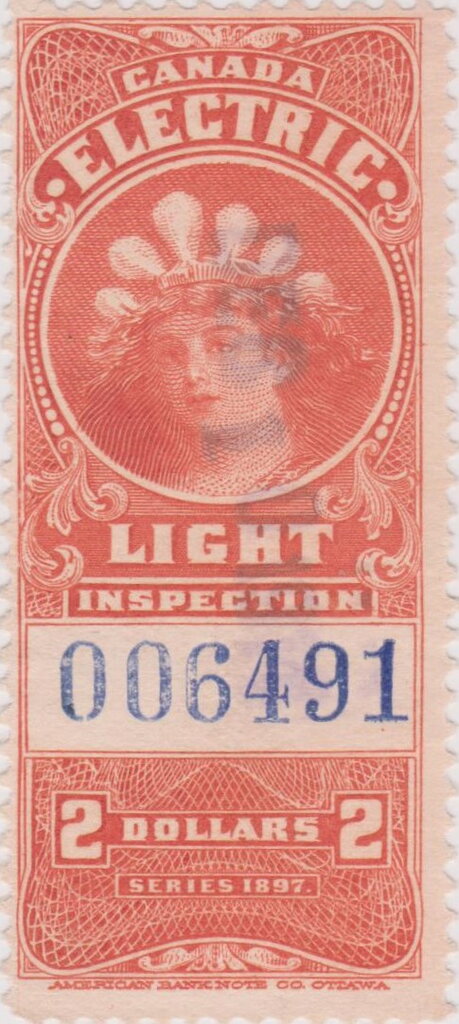 CANADA
• ELECTRIC •
LIGHT
INSPECTION
006491
2 DOLLARS 2
SERIES 1897.
AMERICAN BANK NOTE CO. OTTAWA